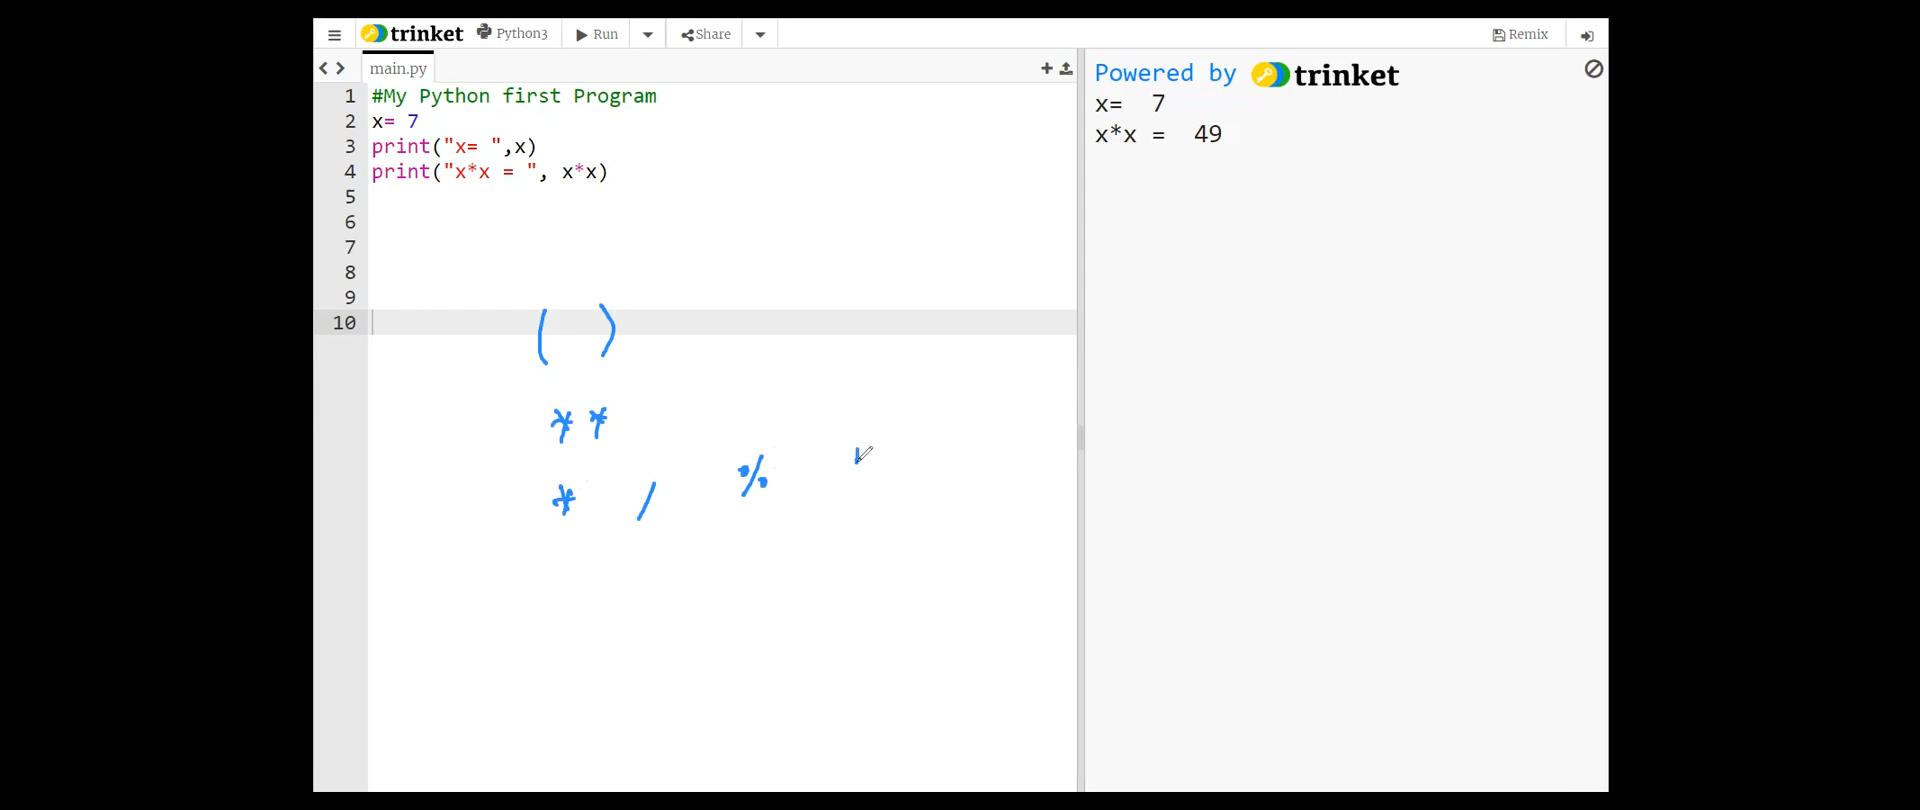 trinket Python3 Run Share Remix
main.py
Powered by trinket
1 #My Python first Program
2 x= 7
3 print("x= ",x)
4 print("x*x = ", x*x)
5
6
7
8
9
10
x=  7
x*x =  49
( )
* *
* / %